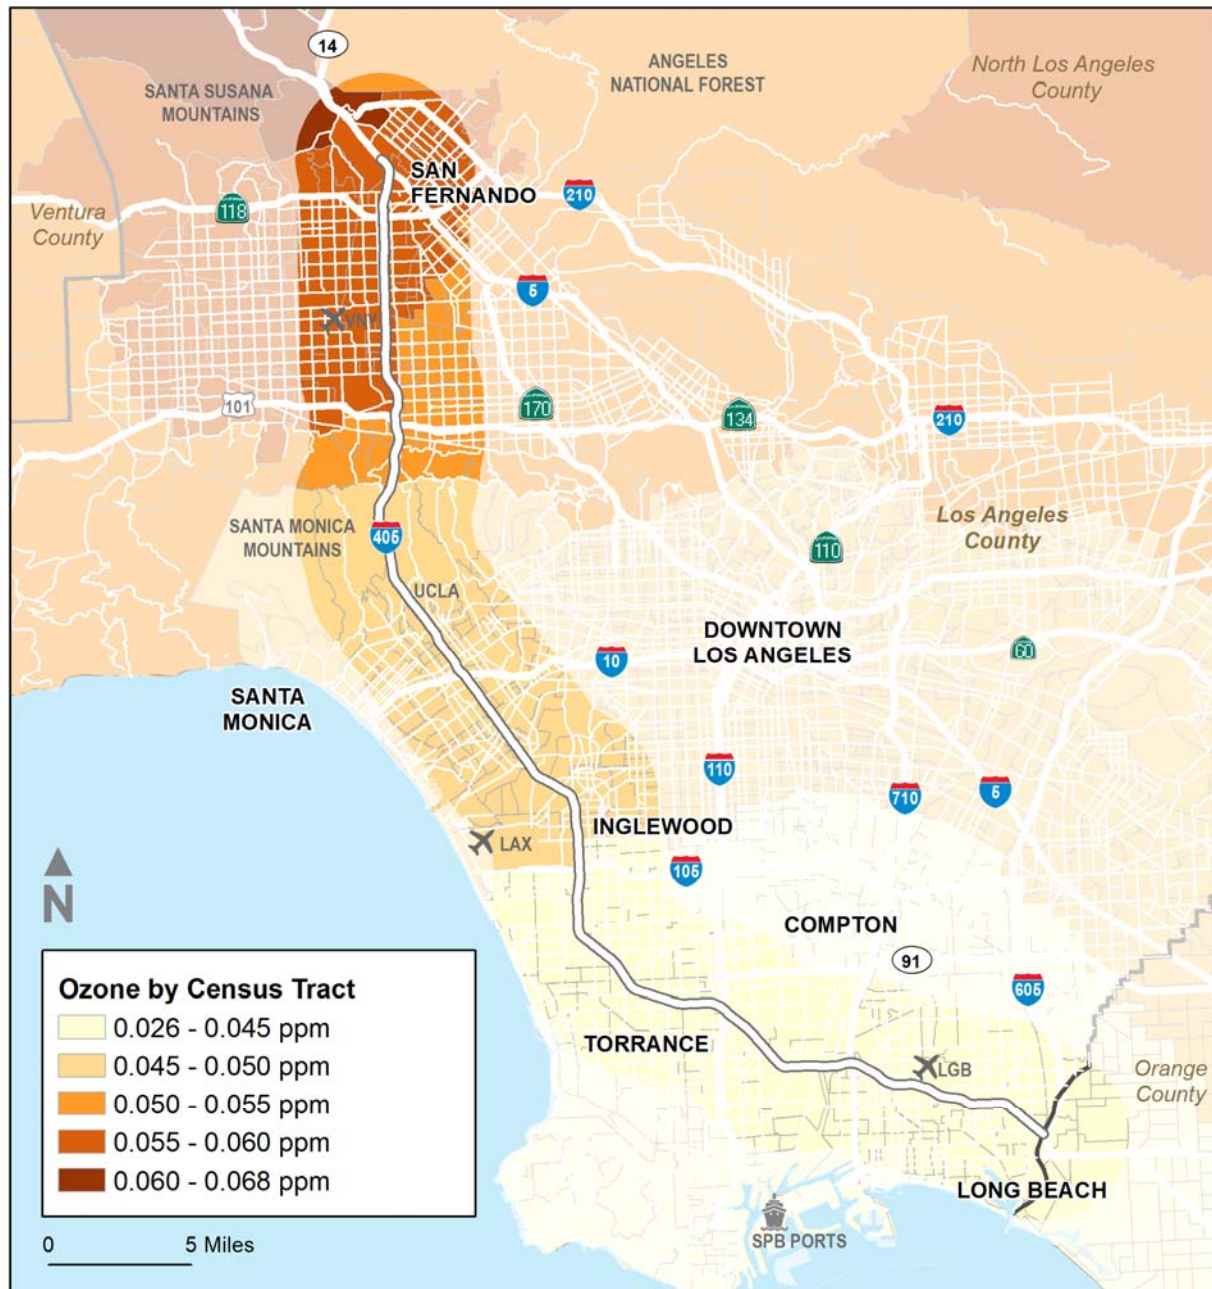 14
ANGELES
NATIONAL FOREST
North Los Angeles
County
SANTA SUSANA
MOUNTAINS
SAN
FERNANDO
210
118
Ventura
County
5
VNY
101
170
134
210
SANTA MONICA
MOUNTAINS
405
Los Angeles
County
110
UCLA
DOWNTOWN
LOS ANGELES
60
10
SANTA
MONICA
110
710
5
INGLEWOOD
LAX
105
N
COMPTON
91
605
Ozone by Census Tract
0.026 - 0.045 ppm
0.045 - 0.050 ppm
0.050 - 0.055 ppm
0.055 - 0.060 ppm
0.060 - 0.068 ppm
TORRANCE
LGB
Orange
County
LONG BEACH
SPB PORTS
0 5 Miles